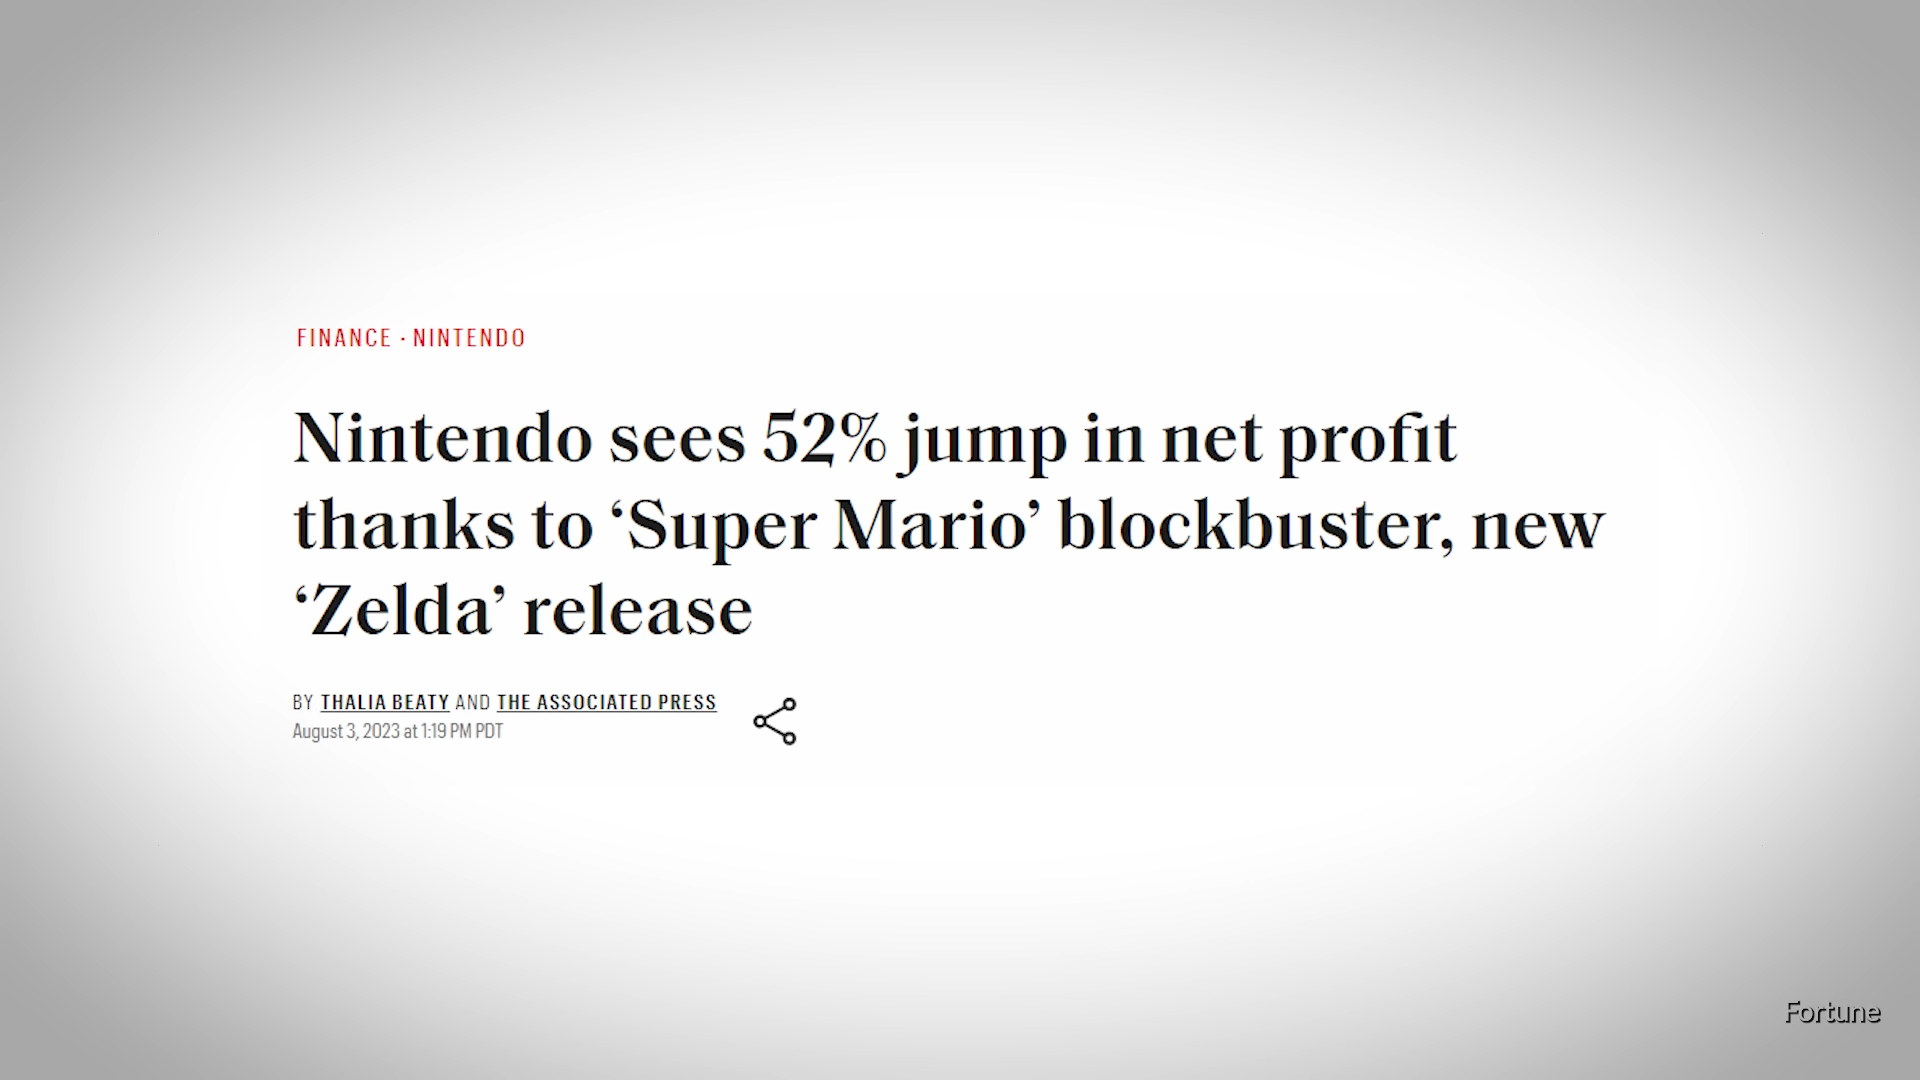 FINANCE · NINTENDO
Nintendo sees 52% jump in net profit
thanks to ‘Super Mario’ blockbuster, new
‘Zelda’ release
BY THALIA BEATY AND THE ASSOCIATED PRESS
August 3, 2023 at 1:19 PM PDT
Fortune